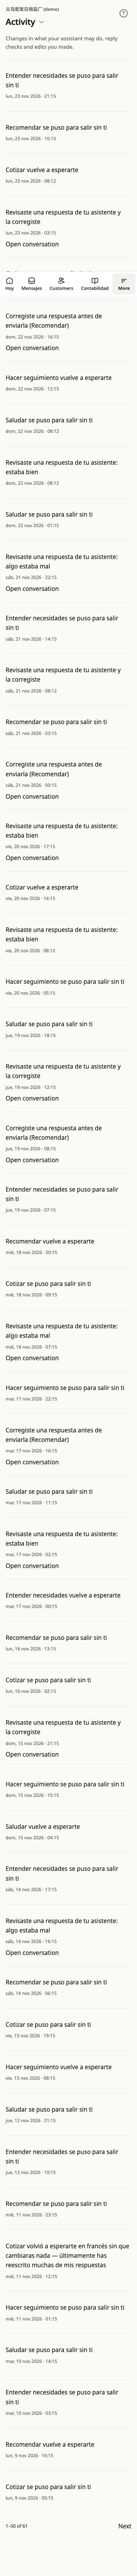 义乌宏发日用品厂 (demo)
Activity
Changes in what your assistant may do, reply
checks and edits you made.
Entender necesidades se puso para salir
sin ti
lun, 23 nov 2026 · 21:15
Recomendar se puso para salir sin ti
lun, 23 nov 2026 · 10:15
Cotizar vuelve a esperarte
lun, 23 nov 2026 · 08:12
Revisaste una respuesta de tu asistente y
la corregiste
lun, 23 nov 2026 · 03:15
Open conversation
Hoy
Mensajes
Customers
Contabilidad
More
Corregiste una respuesta antes de
enviarla (Recomendar)
dom, 22 nov 2026 · 16:15
Open conversation
Hacer seguimiento vuelve a esperarte
dom, 22 nov 2026 · 12:15
Saludar se puso para salir sin ti
dom, 22 nov 2026 · 08:12
Revisaste una respuesta de tu asistente:
estaba bien
dom, 22 nov 2026 · 08:12
Saludar se puso para salir sin ti
dom, 22 nov 2026 · 01:15
Revisaste una respuesta de tu asistente:
algo estaba mal
sáb, 21 nov 2026 · 22:15
Open conversation
Entender necesidades se puso para salir
sin ti
sáb, 21 nov 2026 · 14:15
Revisaste una respuesta de tu asistente y
la corregiste
sáb, 21 nov 2026 · 08:12
Recomendar se puso para salir sin ti
sáb, 21 nov 2026 · 03:15
Corregiste una respuesta antes de
enviarla (Recomendar)
sáb, 21 nov 2026 · 00:15
Open conversation
Revisaste una respuesta de tu asistente:
estaba bien
vie, 20 nov 2026 · 17:15
Open conversation
Cotizar vuelve a esperarte
vie, 20 nov 2026 · 16:15
Revisaste una respuesta de tu asistente:
estaba bien
vie, 20 nov 2026 · 08:12
Hacer seguimiento se puso para salir sin ti
vie, 20 nov 2026 · 05:15
Saludar se puso para salir sin ti
jue, 19 nov 2026 · 18:15
Revisaste una respuesta de tu asistente y
la corregiste
jue, 19 nov 2026 · 12:15
Open conversation
Corregiste una respuesta antes de
enviarla (Recomendar)
jue, 19 nov 2026 · 08:15
Open conversation
Entender necesidades se puso para salir
sin ti
jue, 19 nov 2026 · 07:15
Recomendar vuelve a esperarte
mié, 18 nov 2026 · 20:15
Cotizar se puso para salir sin ti
mié, 18 nov 2026 · 09:15
Revisaste una respuesta de tu asistente:
algo estaba mal
mié, 18 nov 2026 · 07:15
Open conversation
Hacer seguimiento se puso para salir sin ti
mar, 17 nov 2026 · 22:15
Corregiste una respuesta antes de
enviarla (Recomendar)
mar, 17 nov 2026 · 16:15
Open conversation
Saludar se puso para salir sin ti
mar, 17 nov 2026 · 11:15
Revisaste una respuesta de tu asistente:
estaba bien
mar, 17 nov 2026 · 02:15
Open conversation
Entender necesidades vuelve a esperarte
mar, 17 nov 2026 · 00:15
Recomendar se puso para salir sin ti
lun, 16 nov 2026 · 13:15
Cotizar se puso para salir sin ti
lun, 16 nov 2026 · 02:15
Revisaste una respuesta de tu asistente y
la corregiste
dom, 15 nov 2026 · 21:15
Open conversation
Hacer seguimiento se puso para salir sin ti
dom, 15 nov 2026 · 15:15
Saludar vuelve a esperarte
dom, 15 nov 2026 · 04:15
Entender necesidades se puso para salir
sin ti
sáb, 14 nov 2026 · 17:15
Revisaste una respuesta de tu asistente:
algo estaba mal
sáb, 14 nov 2026 · 16:15
Open conversation
Recomendar se puso para salir sin ti
sáb, 14 nov 2026 · 06:15
Cotizar se puso para salir sin ti
vie, 13 nov 2026 · 19:15
Hacer seguimiento vuelve a esperarte
vie, 13 nov 2026 · 08:15
Saludar se puso para salir sin ti
jue, 12 nov 2026 · 21:15
Entender necesidades se puso para salir
sin ti
jue, 12 nov 2026 · 10:15
Recomendar se puso para salir sin ti
mié, 11 nov 2026 · 23:15
Cotizar volvió a esperarte en francés sin que
cambiaras nada — últimamente has
reescrito muchas de mis respuestas
mié, 11 nov 2026 · 12:15
Hacer seguimiento se puso para salir sin ti
mié, 11 nov 2026 · 01:15
Saludar se puso para salir sin ti
mar, 10 nov 2026 · 14:15
Entender necesidades se puso para salir
sin ti
mar, 10 nov 2026 · 03:15
Recomendar vuelve a esperarte
lun, 9 nov 2026 · 16:15
Cotizar se puso para salir sin ti
lun, 9 nov 2026 · 05:15
1–50 of 61
Next